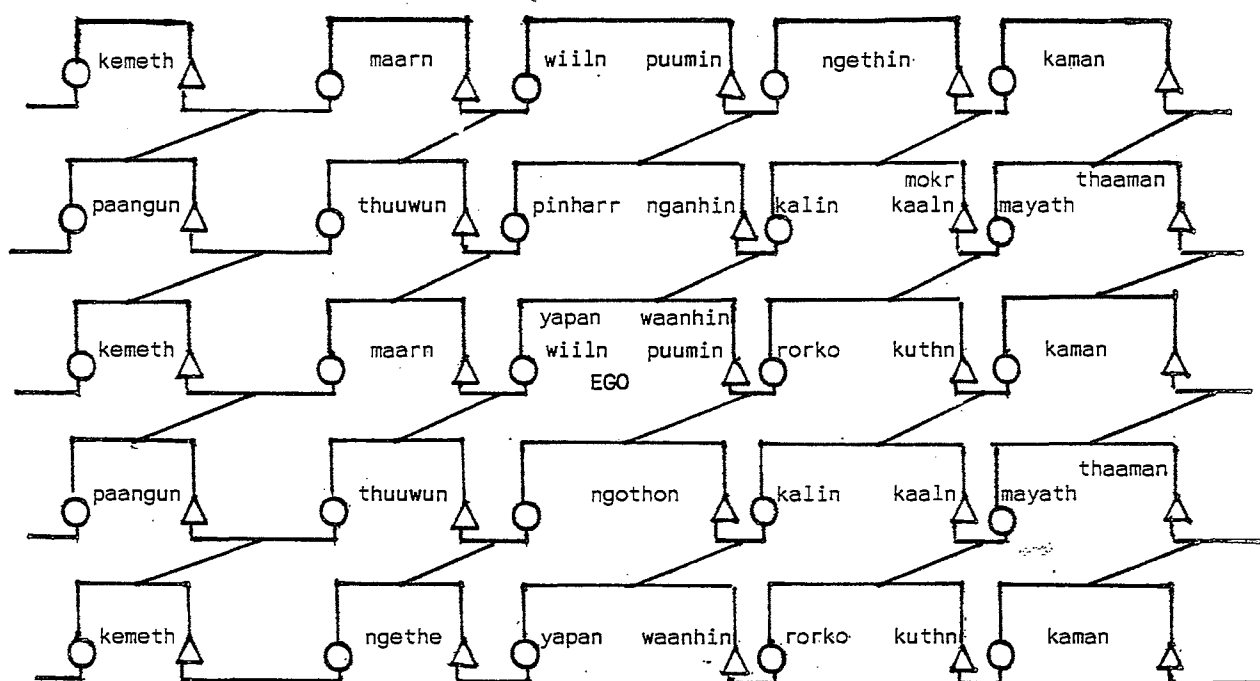 kemeth maarn wiiln puumin ngethin kaman
mokr thaaman
paangun thuuwun pinharr nganhin kalin kaaln mayath
yapan waanhin
kemeth maarn wiiln puumin rorko kuthn kaman
EGO
thaaman
paangun thuuwun ngothon kalin kaaln mayath
kemeth ngethe yapan waanhin rorko kuthn kaman